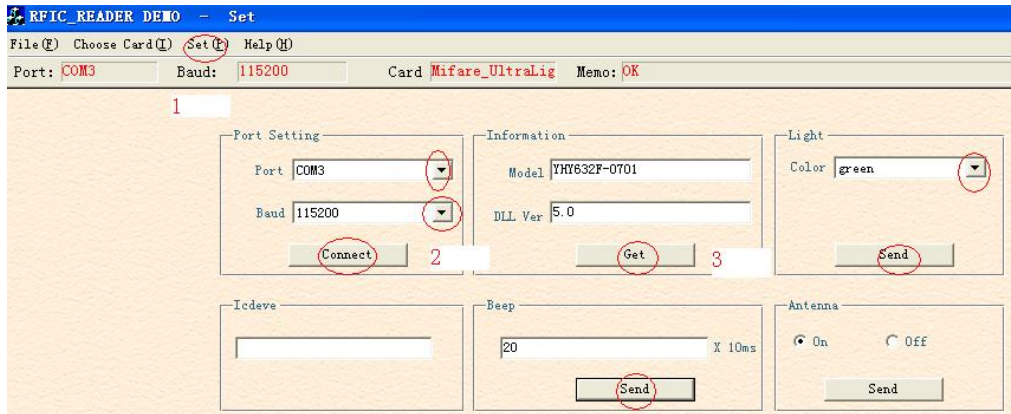 RFIC_READER DEMO - Set
File(F) Choose Card(I) Set(P) Help(H)
Port: COM3 Baud: 115200 Card Mifare_UltraLig Memo: OK
1
Port Setting
Port COM3
Baud 115200
Connect
2
Information
Model YHY632F-0701
DLL Ver 5.0
Get
3
Light
Color green
Send
Icdeve
Beep
20 X 10ms
Send
Antenna
On Off
Send